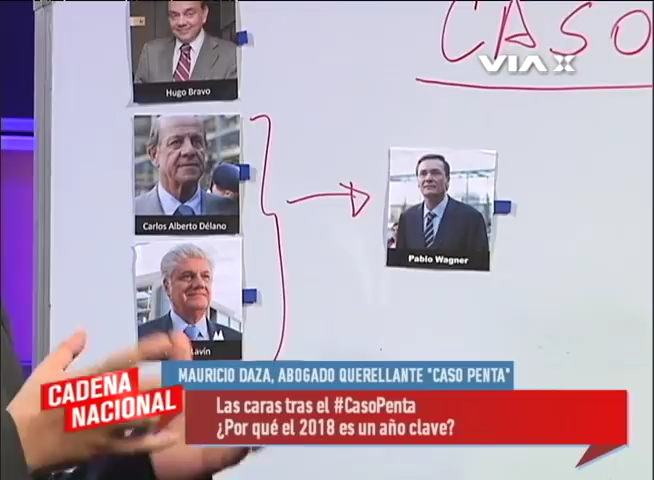 CASO
VIA X
Hugo Bravo
Carlos Alberto Délano
Lavín
Pablo Wagner
MAURICIO DAZA, ABOGADO QUERELLANTE "CASO PENTA"
CADENA
NACIONAL
Las caras tras el #CasoPenta
¿Por qué el 2018 es un año clave?